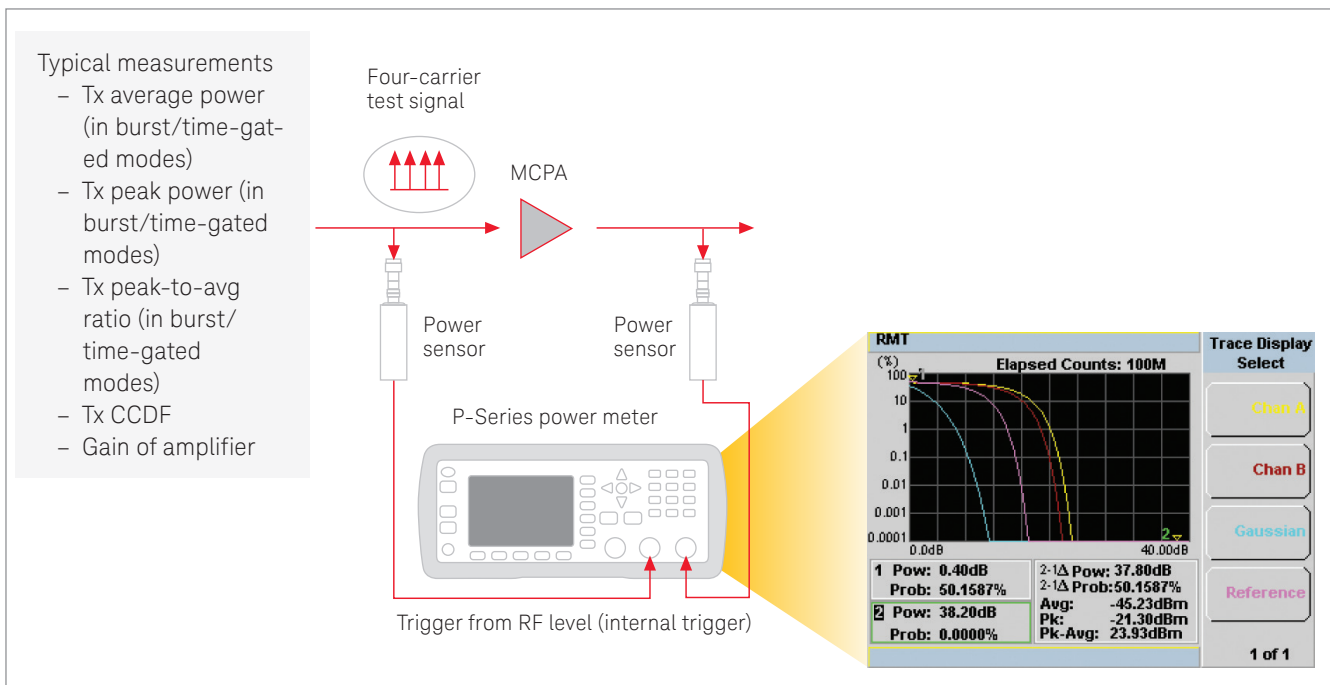 Typical measurements
– Tx average power
(in burst/time-gat-
ed modes)
– Tx peak power (in
burst/time-gated
modes)
– Tx peak-to-avg
ratio (in burst/
time-gated
modes)
– Tx CCDF
– Gain of amplifier
Four-carrier
test signal
MCPA
Power
sensor
Power
sensor
P-Series power meter
Trigger from RF level (internal trigger)
RMT
(%)
Elapsed Counts: 100M
100
10
1
0.1
0.01
0.001
0.0001
1
2
0.0dB
40.00dB
1 Pow: 0.40dB
Prob: 50.1587%
2 Pow: 38.20dB
Prob: 0.0000%
2-1Δ Pow: 37.80dB
2-1Δ Prob:50.1587%
Avg: -45.23dBm
Pk: -21.30dBm
Pk-Avg: 23.93dBm
Trace Display
Select
Chan A
Chan B
Gaussian
Reference
1 of 1